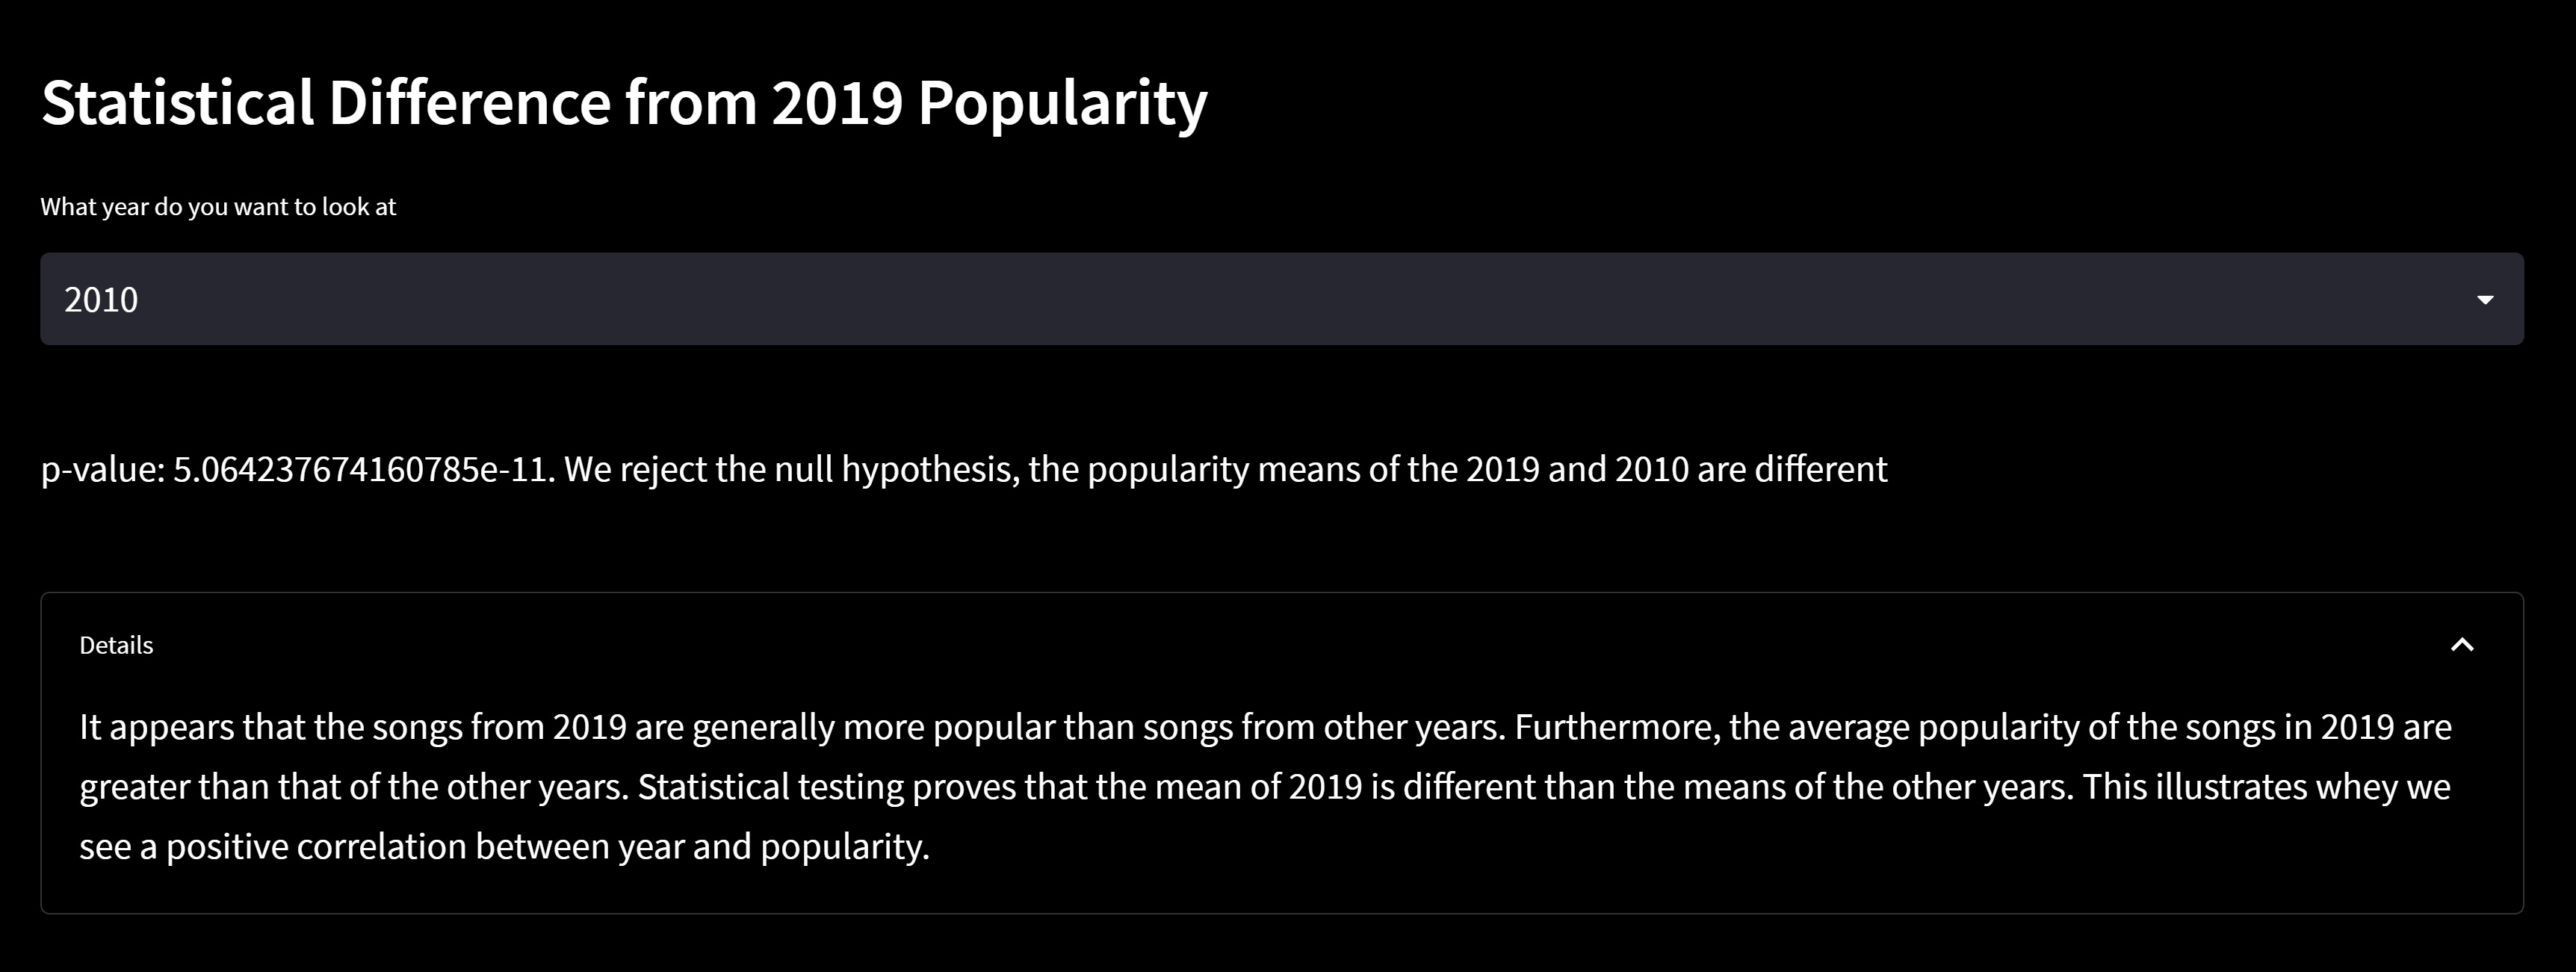 Statistical Difference from 2019 Popularity
What year do you want to look at
2010
p-value: 5.064237674160785e-11. We reject the null hypothesis, the popularity means of the 2019 and 2010 are different
Details
It appears that the songs from 2019 are generally more popular than songs from other years. Furthermore, the average popularity of the songs in 2019 are
greater than that of the other years. Statistical testing proves that the mean of 2019 is different than the means of the other years. This illustrates whey we
see a positive correlation between year and popularity.